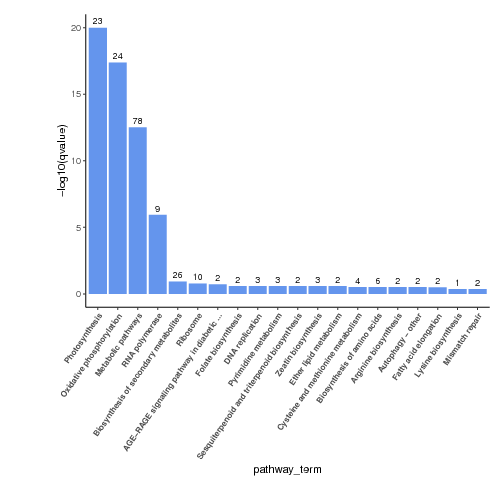 23
24
78
9
26
10
2
2
3
3
2
3
2
4
6
2
2
2
1
2
20
15
10
5
0
−log10(qvalue)
Photosynthesis
Oxidative phosphorylation
Metabolic pathways
RNA polymerase
Biosynthesis of secondary metabolites
Ribosome
AGE−RAGE signaling pathway in diabetic ...
Folate biosynthesis
DNA replication
Pyrimidine metabolism
Sesquiterpenoid and triterpenoid biosynthesis
Zeatin biosynthesis
Ether lipid metabolism
Cysteine and methionine metabolism
Biosynthesis of amino acids
Arginine biosynthesis
Autophagy − other
Fatty acid elongation
Lysine biosynthesis
Mismatch repair
pathway_term